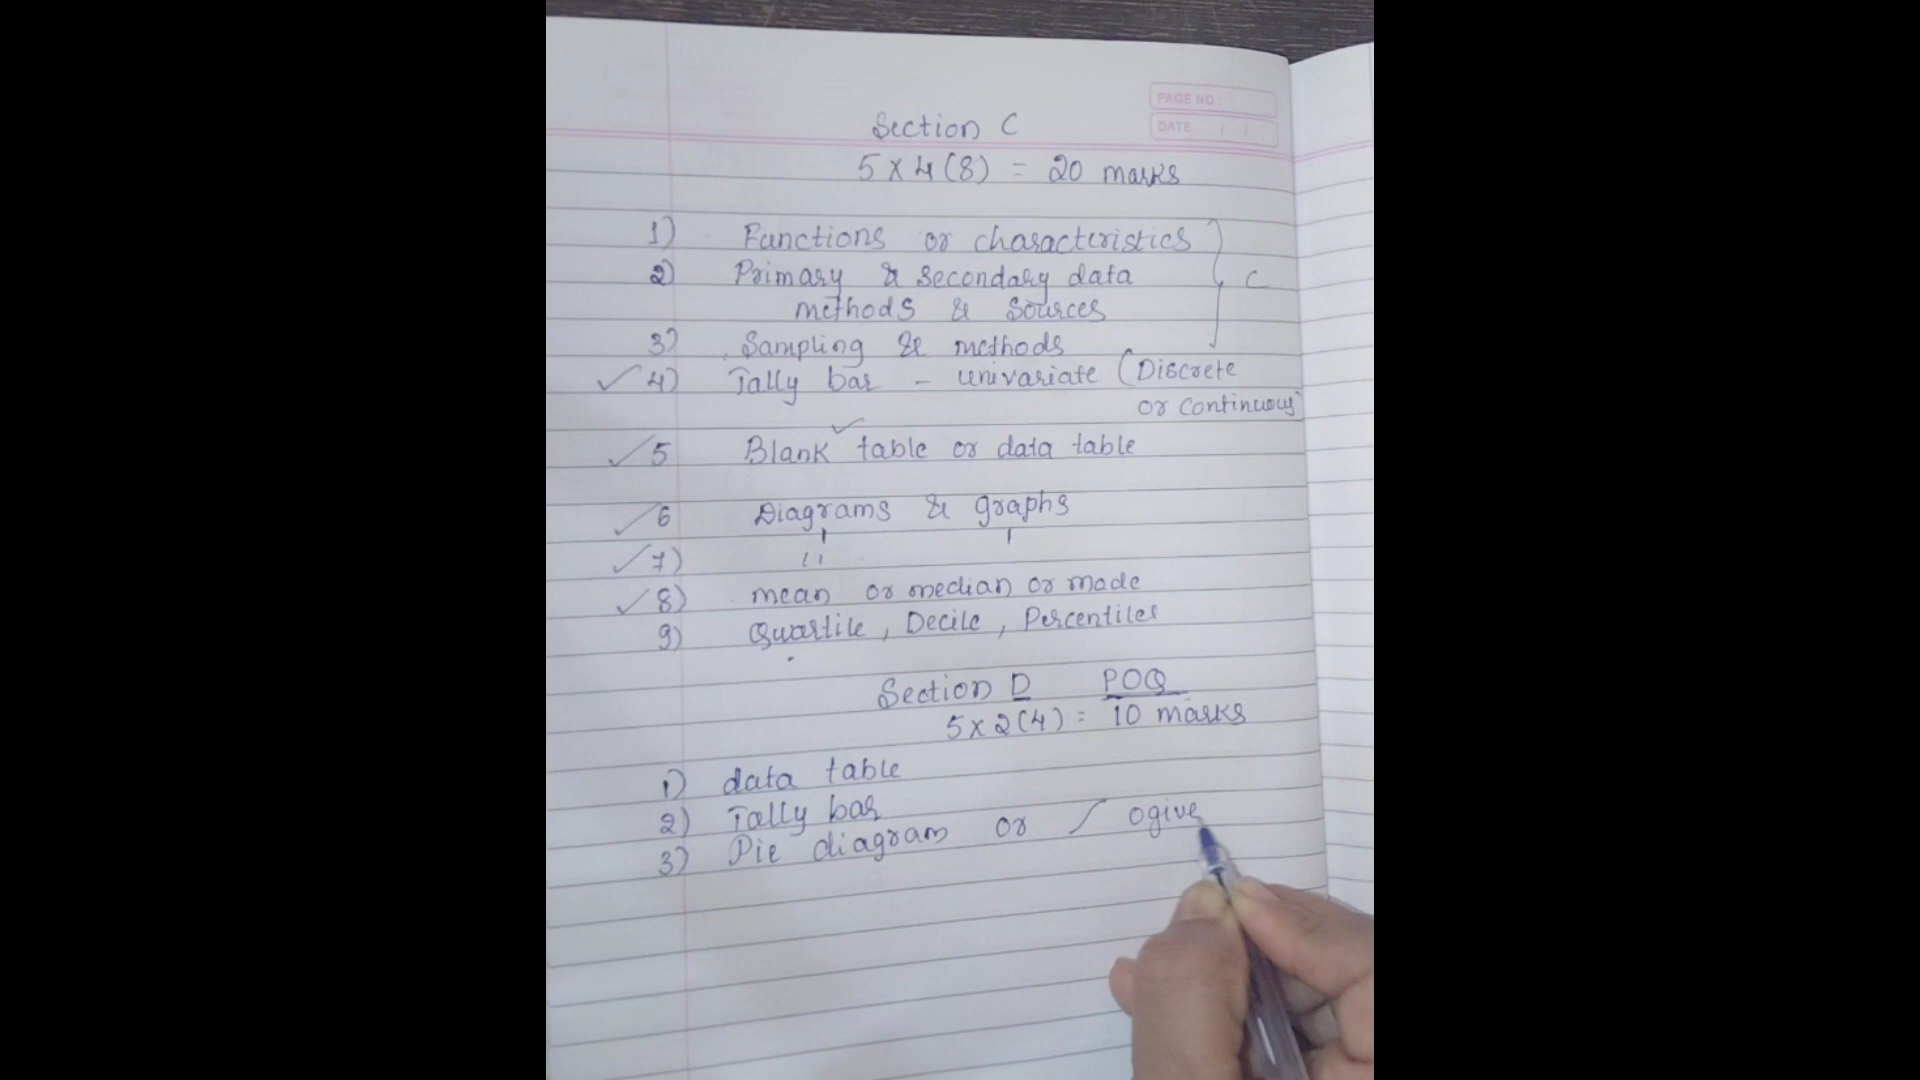 PAGE NO.:
DATE / /
Section C
5 x 4 (8) = 20 marks
1) Functions or characteristics
2) Primary & Secondary data C
methods & Sources
3) Sampling & methods
✓ 4) Tally bar - univariate (Discrete
or continuous)
✓ 5 Blank table or data table
✓ 6 Diagrams & graphs
✓ 7) 11
✓ 8) mean or median or mode
9) Quartile, Decile, Percentiles
Section D POQ
5 x 2 (4) = 10 marks
1) data table
2) Tally bar
3) Pie diagram or ogive